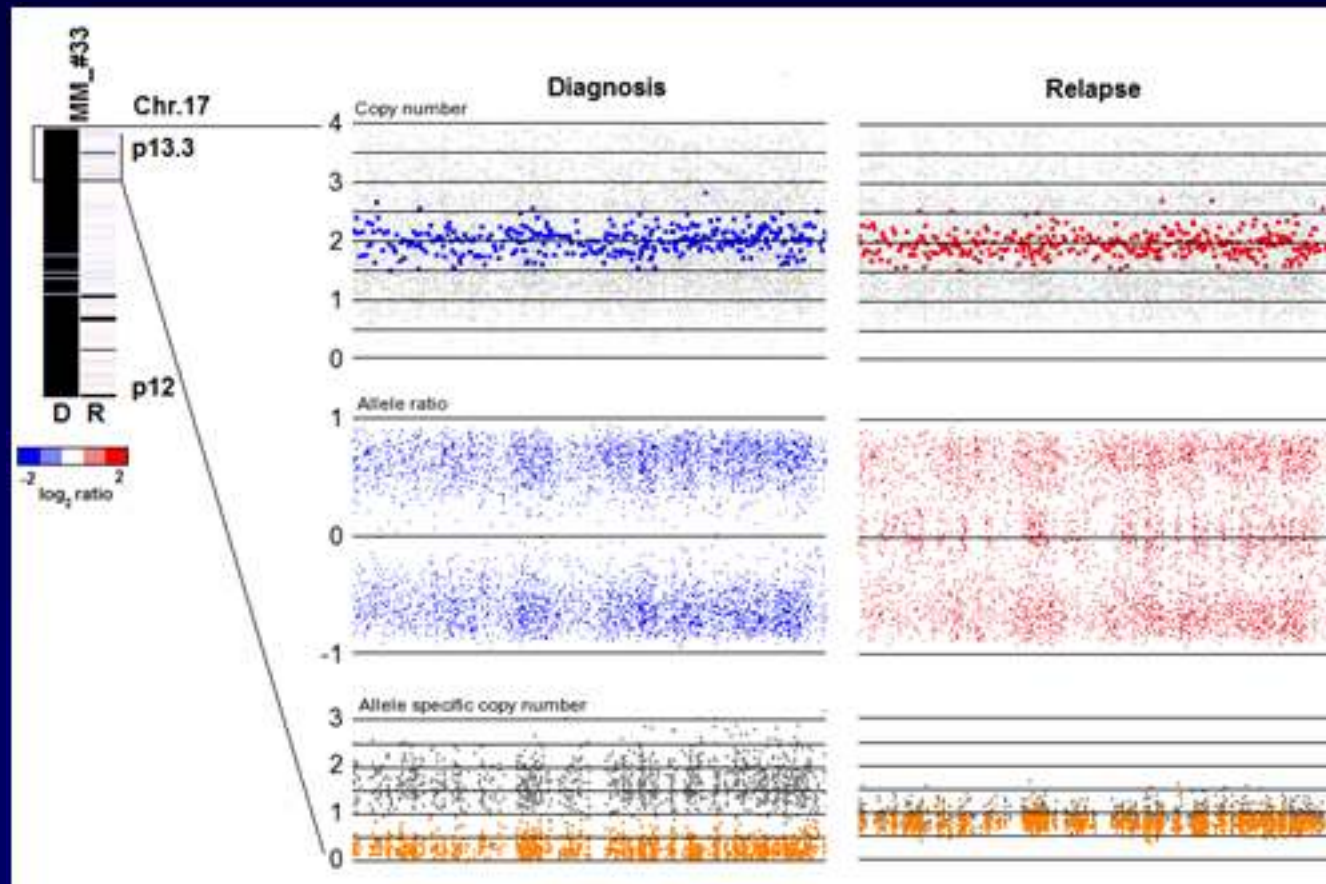 MM_#33
Chr.17
p13.3
p12
D R
-2 2
log2 ratio
Diagnosis
Relapse
Copy number
4
3
2
1
0
Allele ratio
1
0
-1
Allele specific copy number
3
2
1
0